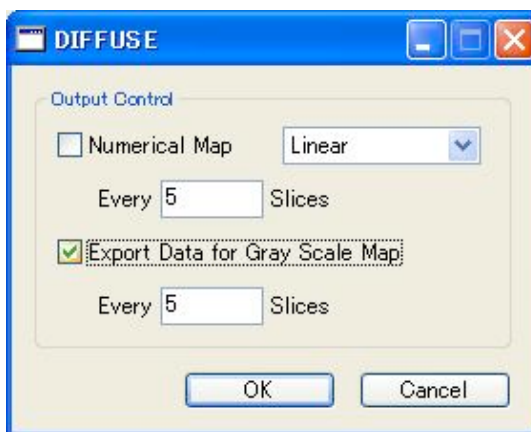 DIFFUSE
Output Control
Numerical Map Linear
Every 5 Slices
Export Data for Gray Scale Map
Every 5 Slices
OK Cancel